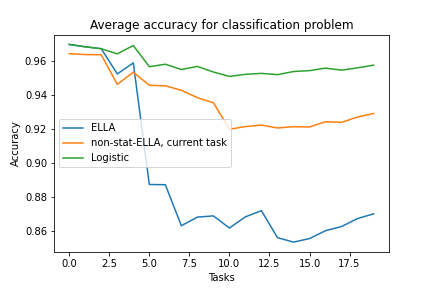 Average accuracy for classification problem
Accuracy
0.96
0.94
0.92
0.90
0.88
0.86
ELLA
non-stat-ELLA, current task
Logistic
0.0 2.5 5.0 7.5 10.0 12.5 15.0 17.5
Tasks